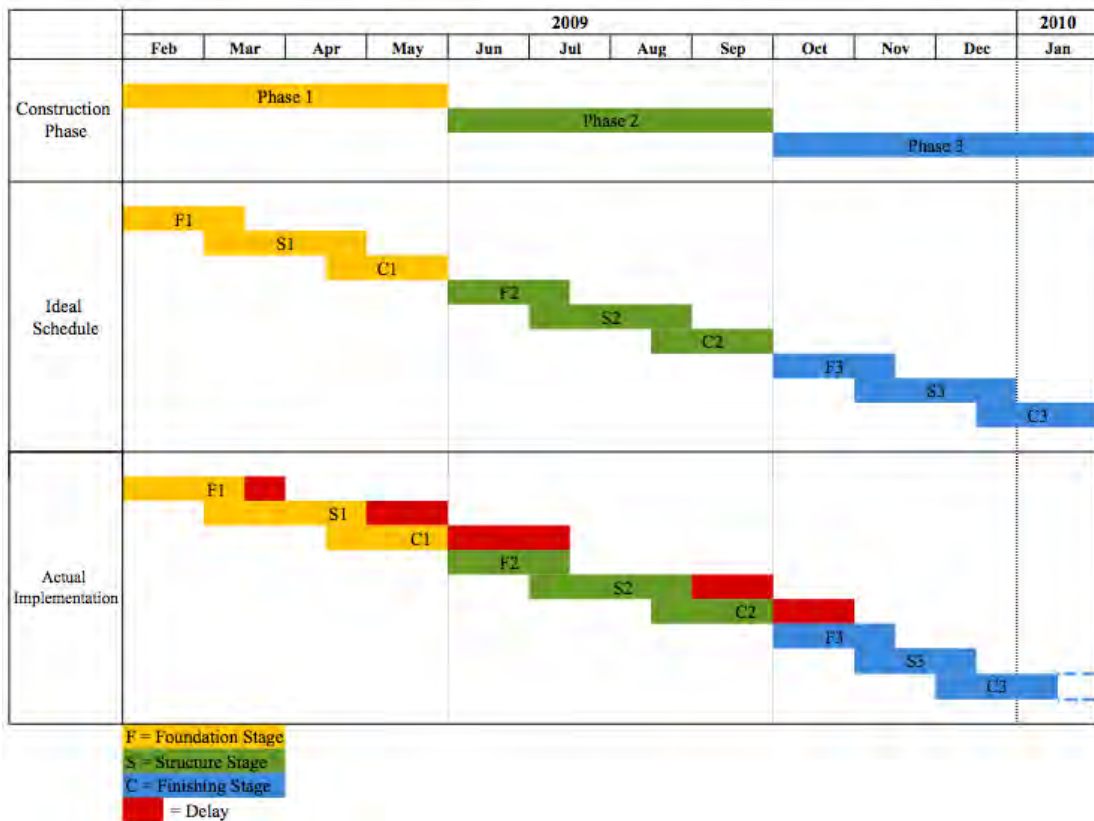 2009 2010
Feb Mar Apr May Jun Jul Aug Sep Oct Nov Dec Jan
Construction
Phase
Phase 1
Phase 2
Phase 3
Ideal
Schedule
F1
S1
C1
F2
S2
C2
F3
S3
C3
Actual
Implementation
F1
S1
C1
F2
S2
C2
F3
S3
C3
F = Foundation Stage
S = Structure Stage
C = Finishing Stage
= Delay